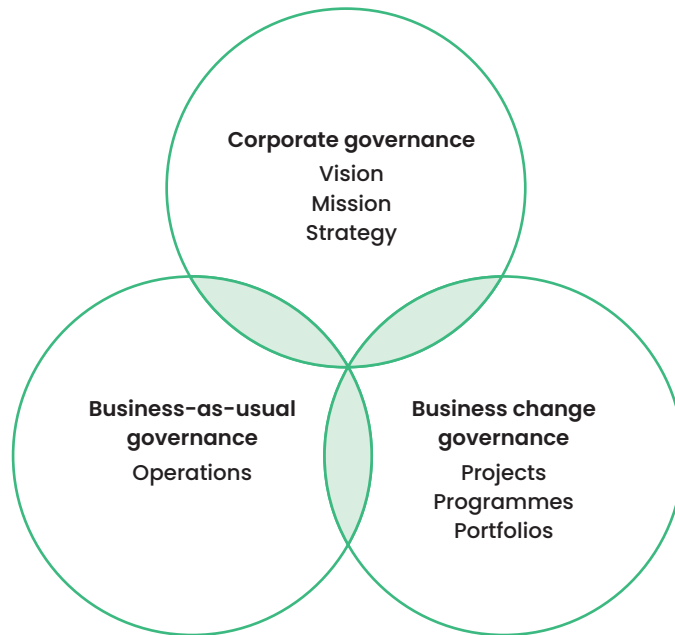 Corporate governance
Vision
Mission
Strategy
Business-as-usual
governance
Operations
Business change
governance
Projects
Programmes
Portfolios